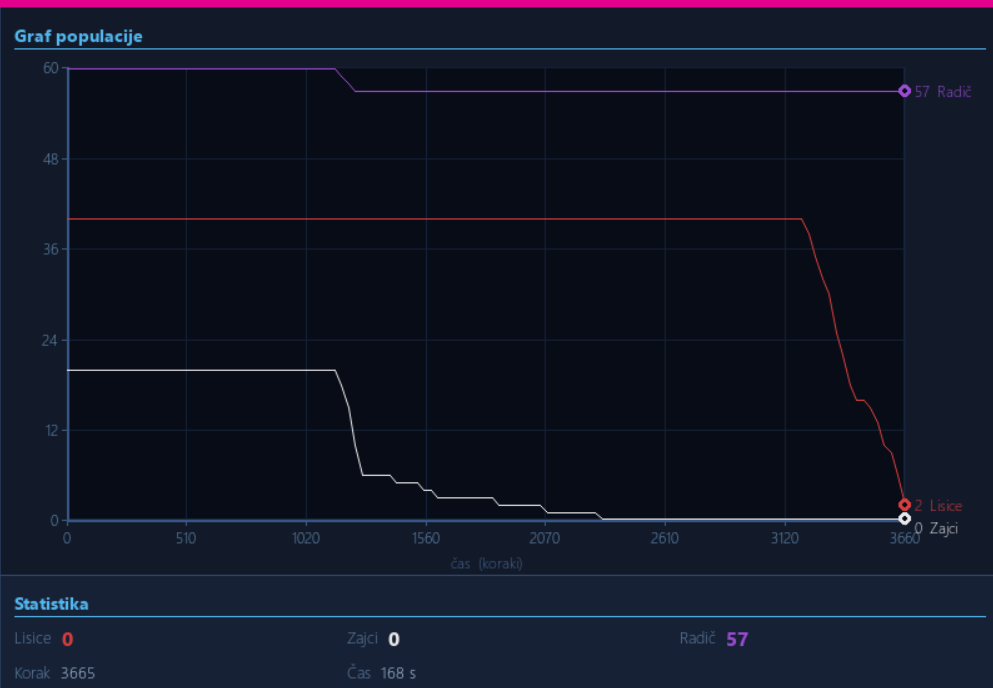 Graf populacije
60
48
36
24
12
0
57 Radič
2 Lisice
0 Zajci
0 510 1020 1560 2070 2610 3120 3660
čas (koraki)
Statistika
Lisice 0 Zajci 0 Radič 57
Korak 3665 Čas 168 s